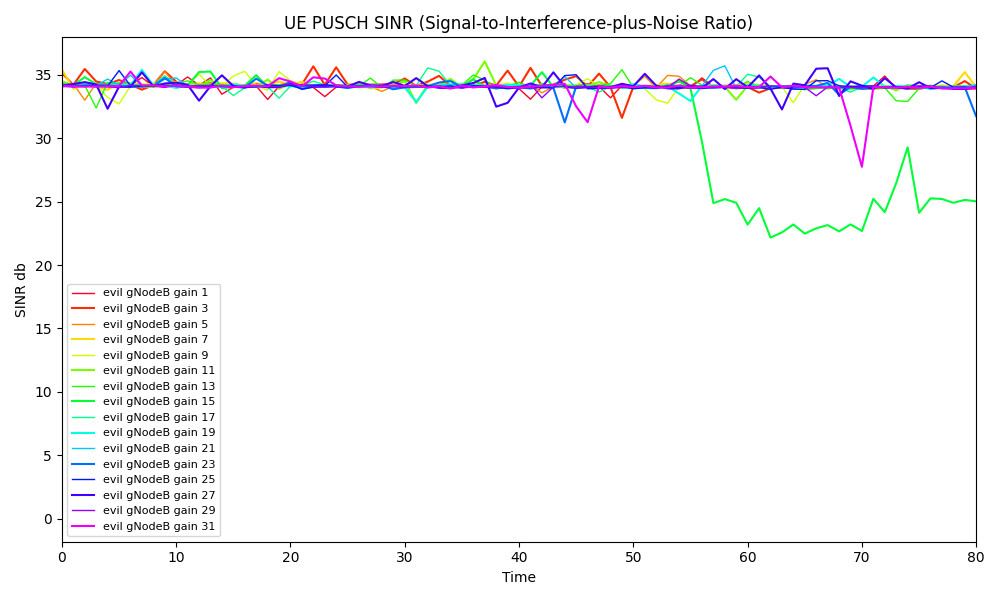 UE PUSCH SINR (Signal-to-Interference-plus-Noise Ratio)
SINR db
35
30
25
20
15
10
5
0
evil gNodeB gain 1
evil gNodeB gain 3
evil gNodeB gain 5
evil gNodeB gain 7
evil gNodeB gain 9
evil gNodeB gain 11
evil gNodeB gain 13
evil gNodeB gain 15
evil gNodeB gain 17
evil gNodeB gain 19
evil gNodeB gain 21
evil gNodeB gain 23
evil gNodeB gain 25
evil gNodeB gain 27
evil gNodeB gain 29
evil gNodeB gain 31
0 10 20 30 40 50 60 70 80
Time